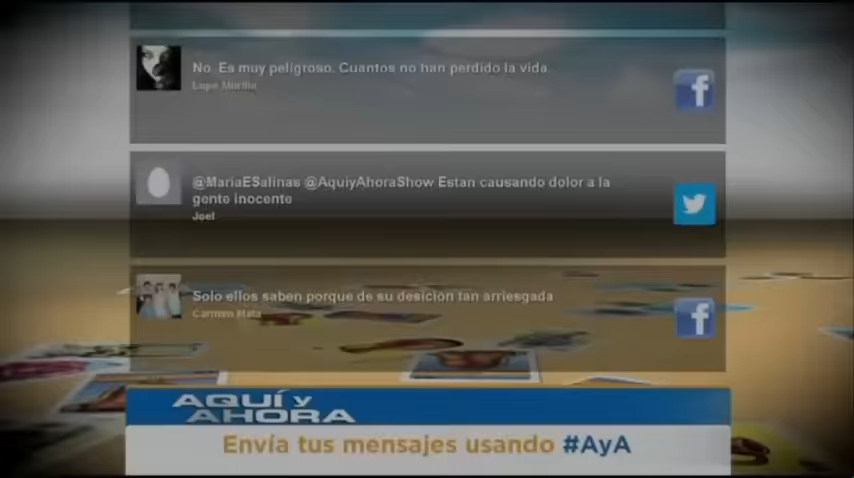 No. Es muy peligroso. Cuantos no han perdido la vida.
Lupe Murillo
@MariaESalinas @AquiyAhoraShow Estan causando dolor a la
gente inocente
Joel
Solo ellos saben porque de su desicion tan arriesgada
Carmen Mata
AQUÍ y
AHORA
Envía tus mensajes usando #AyA